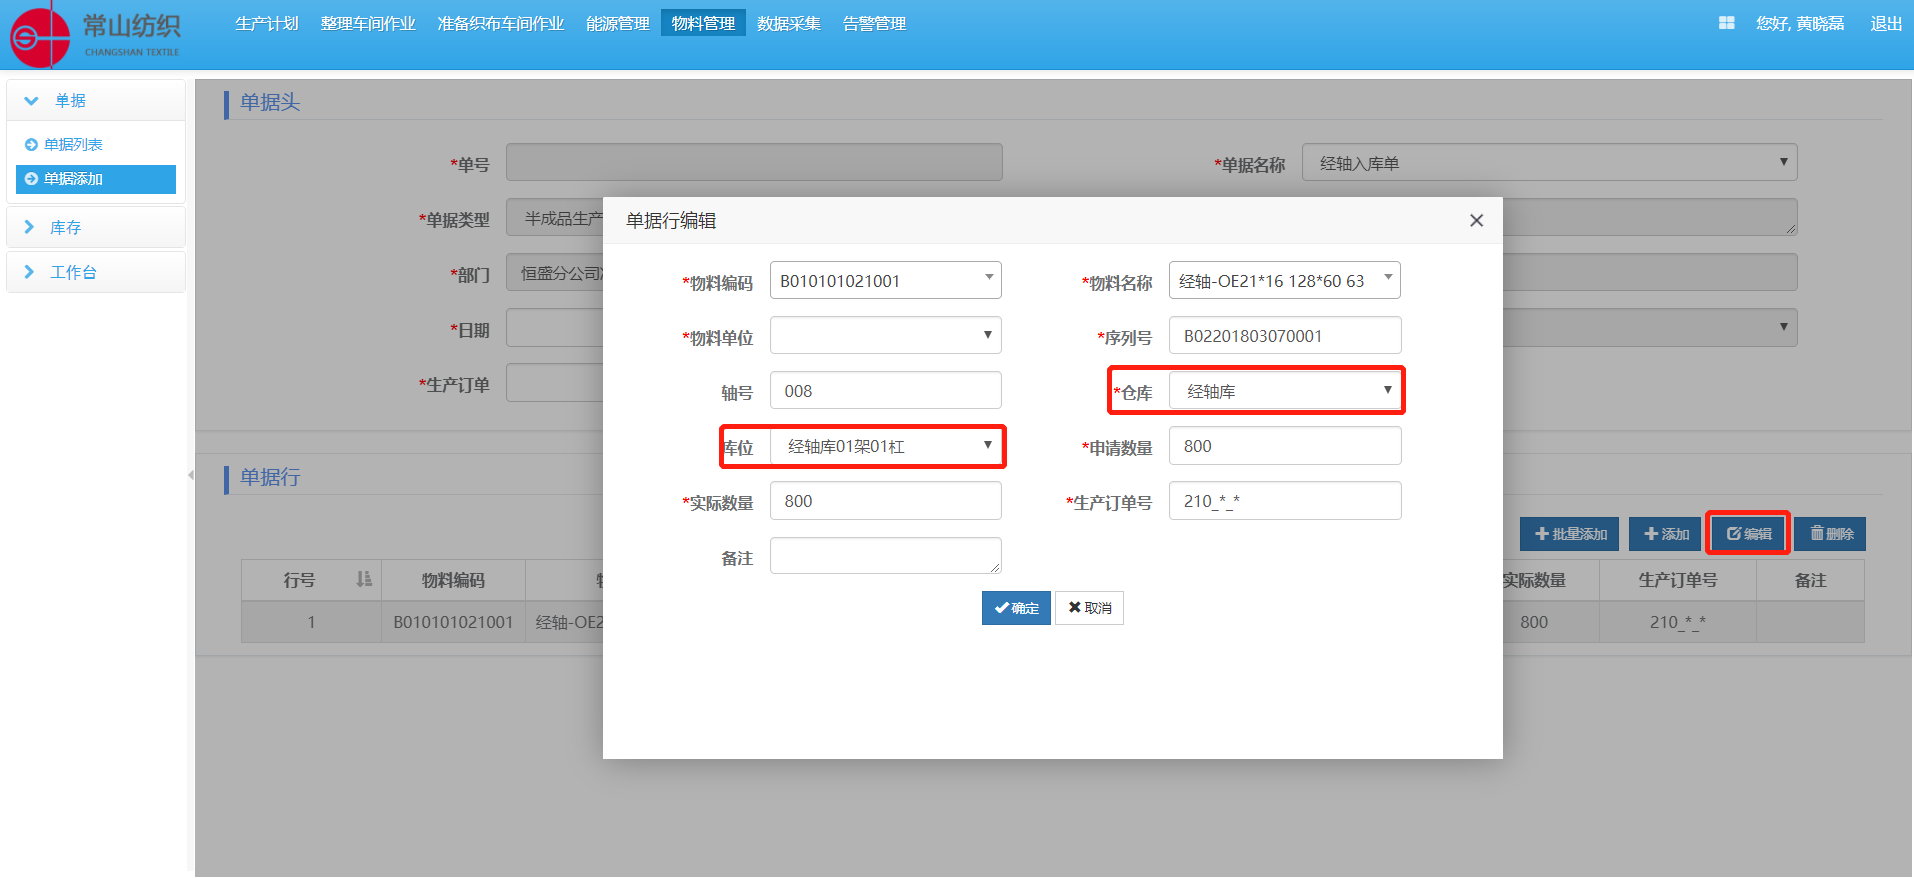 常山纺织
CHANGSHAN TEXTILE
生产计划 整理车间作业 准备织布车间作业 能源管理 物料管理 数据采集 告警管理
您好, 黄晓磊 退出
单据
单据列表
单据添加
库存
工作台
单据头
*单号
*单据名称 经轴入库单
*单据类型 半成品生产
*部门 恒盛分公司
*日期
*生产订单
单据行编辑
*物料编码 B010101021001 *物料名称 经轴-OE21*16 128*60 63
*物料单位 *序列号 B02201803070001
轴号 008 *仓库 经轴库
库位 经轴库01架01杠 *申请数量 800
*实际数量 800 *生产订单号 210_*_*
备注
确定 取消
单据行
批量添加 添加 编辑 删除
行号 物料编码 实际数量 生产订单号 备注
1 B010101021001 经轴-OE2 800 210_*_*